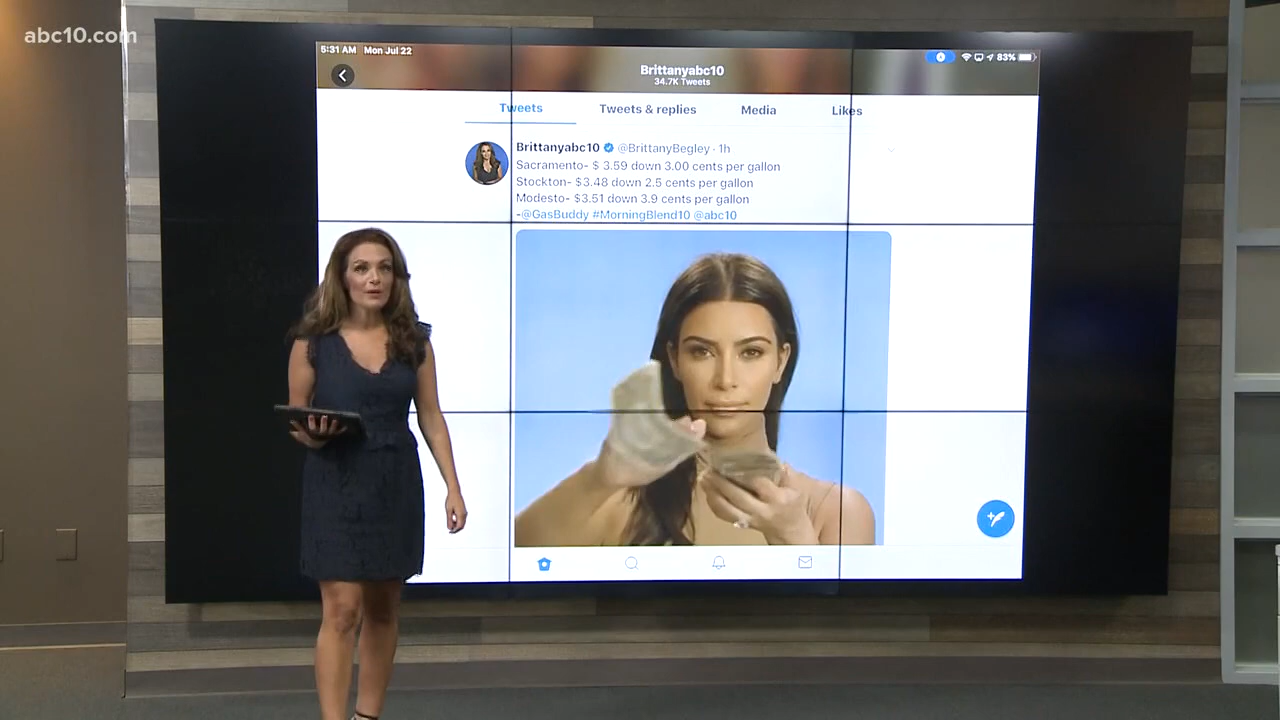 abc10.com
5:31 AM Mon Jul 22
83%
Brittanyabc10
34.7K Tweets
Tweets Tweets & replies Media Likes
Brittanyabc10 @BrittanyBegley · 1h
Sacramento- $ 3.59 down 3.00 cents per gallon
Stockton- $3.48 down 2.5 cents per gallon
Modesto- $3.51 down 3.9 cents per gallon
-@GasBuddy #MorningBlend10 @abc10